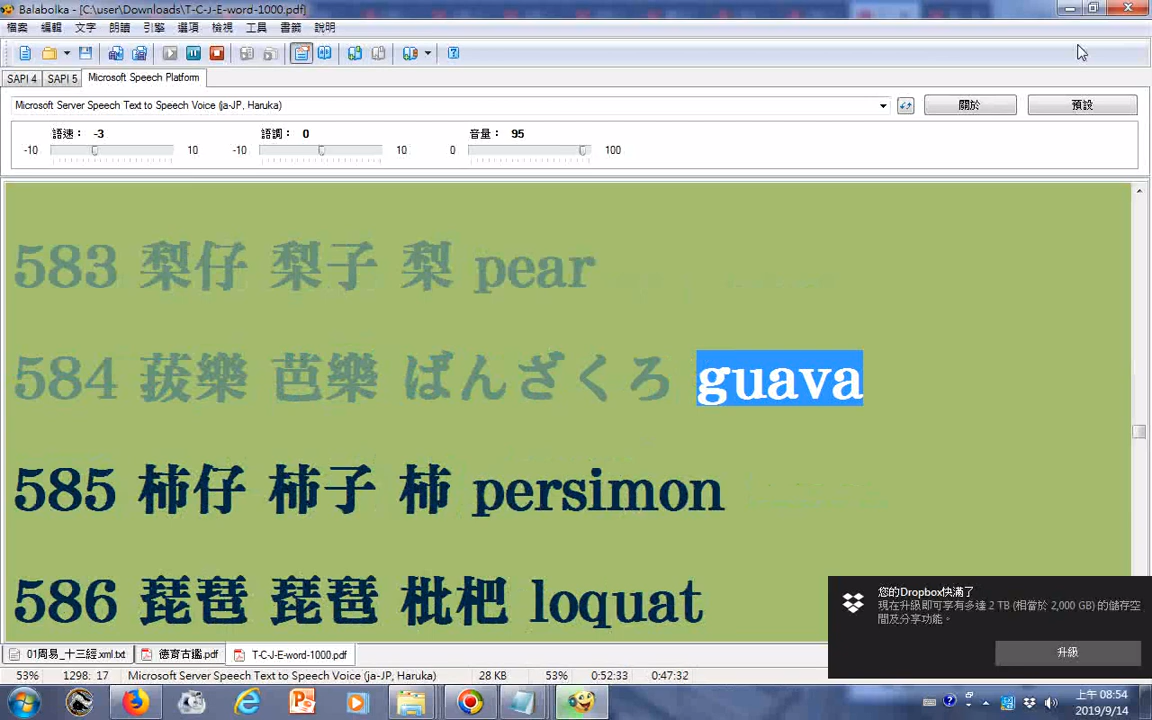 Balabolka - [C:\user\Downloads\T-C-J-E-word-1000.pdf]
檔案 編輯 文字 朗讀 引擎 選項 檢視 工具 書籤 說明
SAPI 4 SAPI 5 Microsoft Speech Platform
Microsoft Server Speech Text to Speech Voice (ja-JP, Haruka) 關於 預設
語速： -3 語調： 0 音量： 95
-10 10 -10 10 0 100
583 梨仔 梨子 梨 pear
584 菝樂 芭樂 ばんざくろ guava
585 柿仔 柿子 柿 persimon
586 琵琶 琵琶 枇杷 loquat
您的Dropbox快滿了
現在升級即可享有多達 2 TB (相當於 2,000 GB) 的儲存空
間及分享功能。
升級
01周易_十三經.xml.txt 德育古鑑.pdf T-C-J-E-word-1000.pdf
53% 1298: 17 Microsoft Server Speech Text to Speech Voice (ja-JP, Haruka) 28 KB 53% 0:52:33 0:47:32
上午 08:54
2019/9/14